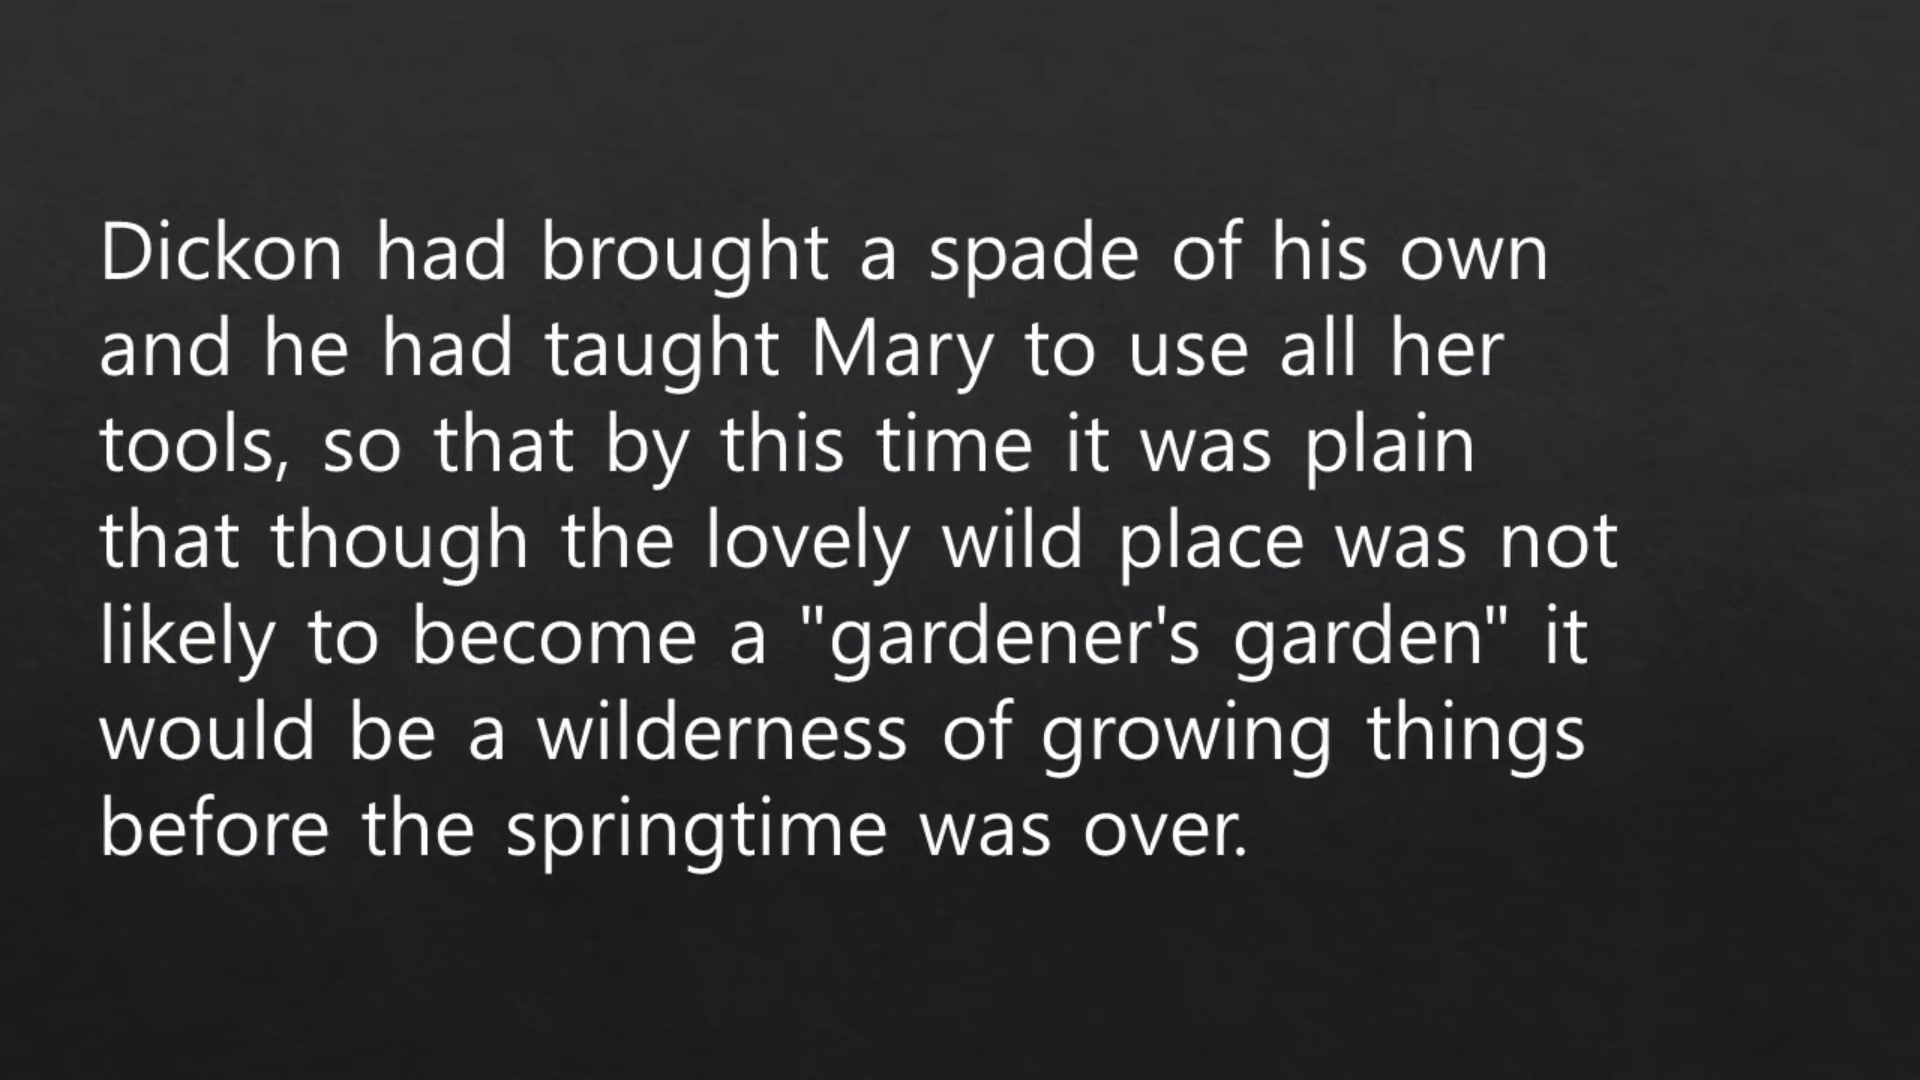 Dickon had brought a spade of his own
and he had taught Mary to use all her
tools, so that by this time it was plain
that though the lovely wild place was not
likely to become a "gardener's garden" it
would be a wilderness of growing things
before the springtime was over.